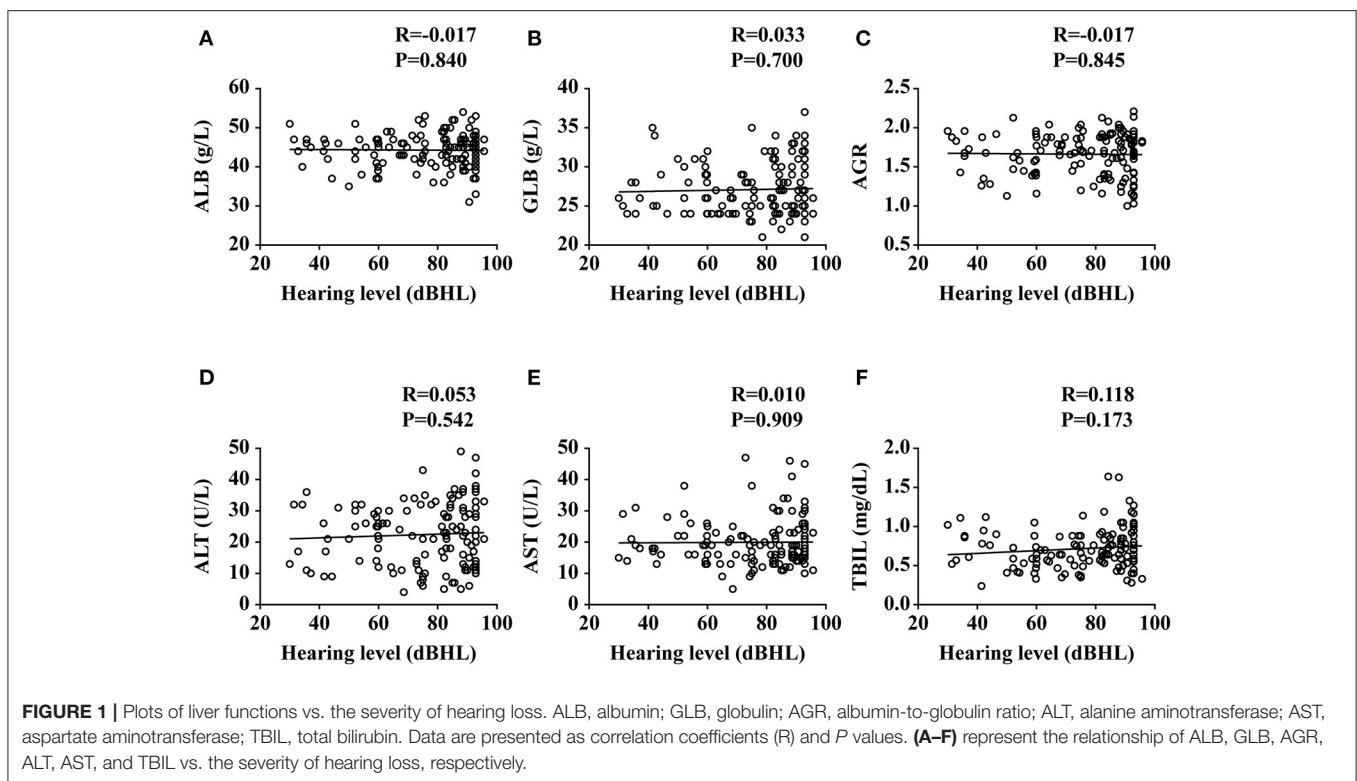 A
R=-0.017
P=0.840
60
50
40
30
20
ALB (g/L)
20 40 60 80 100
Hearing level (dBHL)
B
R=0.033
P=0.700
40
35
30
25
20
GLB (g/L)
20 40 60 80 100
Hearing level (dBHL)
C
R=-0.017
P=0.845
2.5
2.0
1.5
1.0
0.5
AGR
20 40 60 80 100
Hearing level (dBHL)
D
R=0.053
P=0.542
50
40
30
20
10
0
ALT (U/L)
20 40 60 80 100
Hearing level (dBHL)
E
R=0.010
P=0.909
50
40
30
20
10
0
AST (U/L)
20 40 60 80 100
Hearing level (dBHL)
F
R=0.118
P=0.173
2.0
1.5
1.0
0.5
0.0
TBIL (mg/dL)
20 40 60 80 100
Hearing level (dBHL)
FIGURE 1 | Plots of liver functions vs. the severity of hearing loss. ALB, albumin; GLB, globulin; AGR, albumin-to-globulin ratio; ALT, alanine aminotransferase; AST,
aspartate aminotransferase; TBIL, total bilirubin. Data are presented as correlation coefficients (R) and P values. (A–F) represent the relationship of ALB, GLB, AGR,
ALT, AST, and TBIL vs. the severity of hearing loss, respectively.